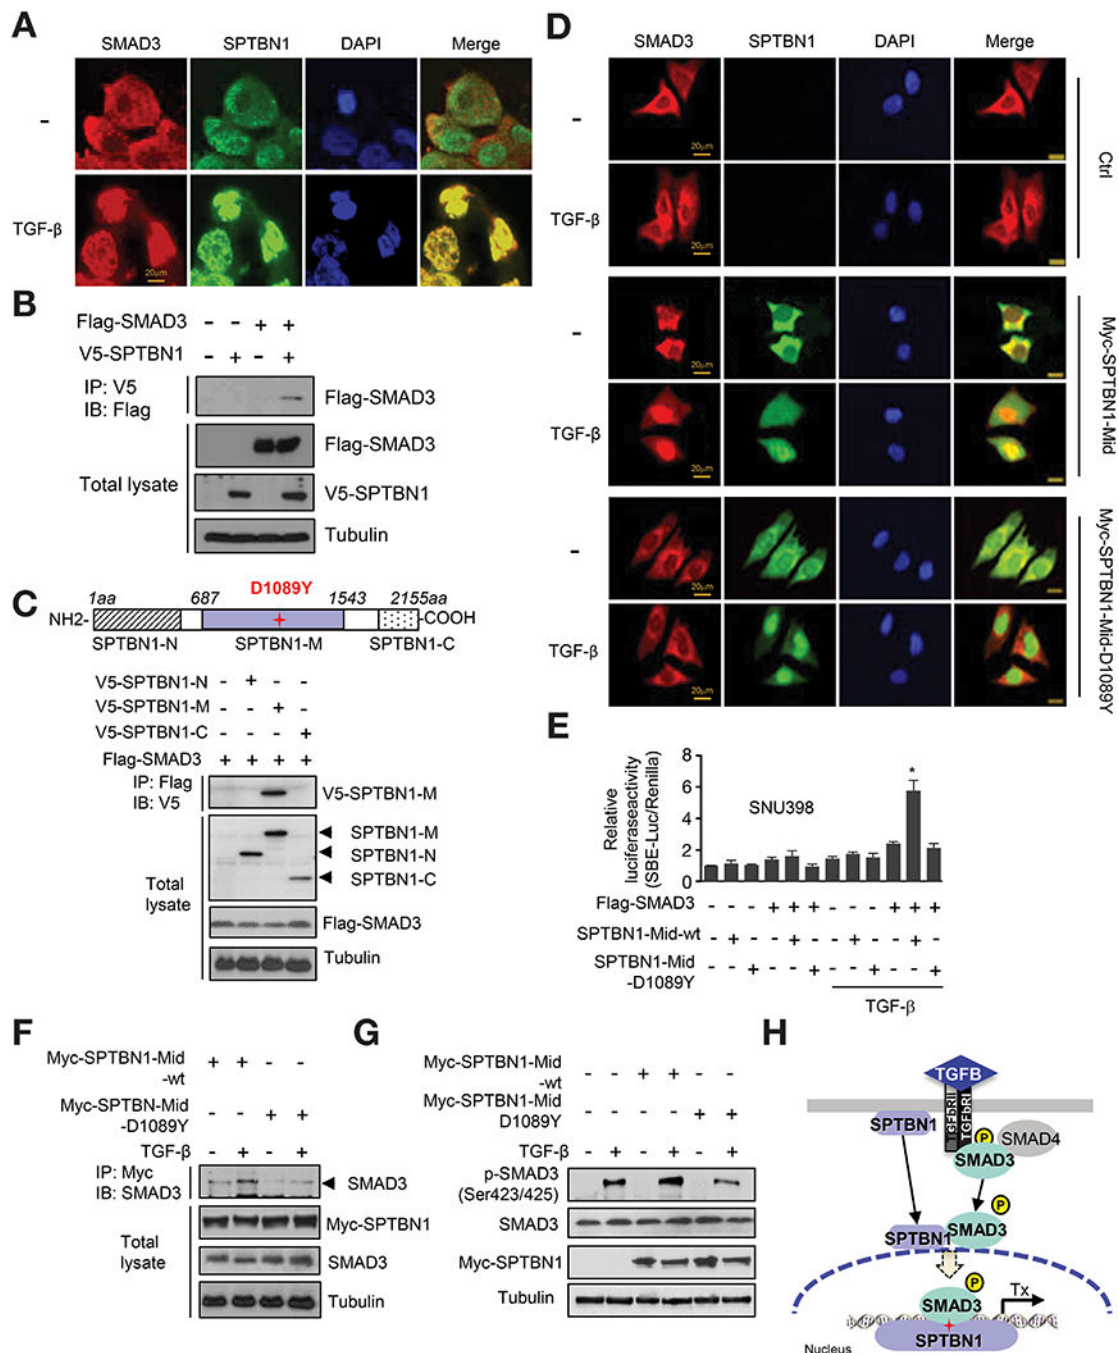 A
SMAD3 SPTBN1 DAPI Merge
-
TGF-β
20μm
B
Flag-SMAD3 - - + +
V5-SPTBN1 - + - +
IP: V5
IB: Flag
Flag-SMAD3
Flag-SMAD3
Total lysate
V5-SPTBN1
Tubulin
C
D1089Y
1aa 687 1543 2155aa
NH2- -COOH
SPTBN1-N SPTBN1-M SPTBN1-C
V5-SPTBN1-N - + - -
V5-SPTBN1-M - - + -
V5-SPTBN1-C - - - +
Flag-SMAD3 + + + +
IP: Flag
IB: V5
V5-SPTBN1-M
SPTBN1-M
SPTBN1-N
SPTBN1-C
Total
lysate
Flag-SMAD3
Tubulin
D
SMAD3 SPTBN1 DAPI Merge
-
20μm
TGF-β
20μm
Ctrl
-
20μm
TGF-β
20μm
Myc-SPTBN1-Mid
-
20μm
TGF-β
20μm
Myc-SPTBN1-Mid-D1089Y
E
Relative
luciferaseactivity
(SBE-Luc/Renilla)
8
6
4
2
0
SNU398
*
Flag-SMAD3 - - - + + + - - - + + +
SPTBN1-Mid-wt - + - - + - - + - - + -
SPTBN1-Mid
-D1089Y - - + - - + - - + - - +
TGF-β
F
Myc-SPTBN1-Mid
-wt + + - -
Myc-SPTBN-Mid
-D1089Y - - + +
TGF-β - + - +
IP: Myc
IB: SMAD3
SMAD3
Myc-SPTBN1
Total
lysate
SMAD3
Tubulin
G
Myc-SPTBN1-Mid
-wt - - + + - -
Myc-SPTBN1-Mid
D1089Y - - - - + +
TGF-β - + - + - +
p-SMAD3
(Ser423/425)
SMAD3
Myc-SPTBN1
Tubulin
H
TGFB
TGFbRII
TGFbRI
SPTBN1
P
SMAD4
SMAD3
P
SPTBN1
SMAD3
P
SMAD3
Tx
SPTBN1
Nucleus